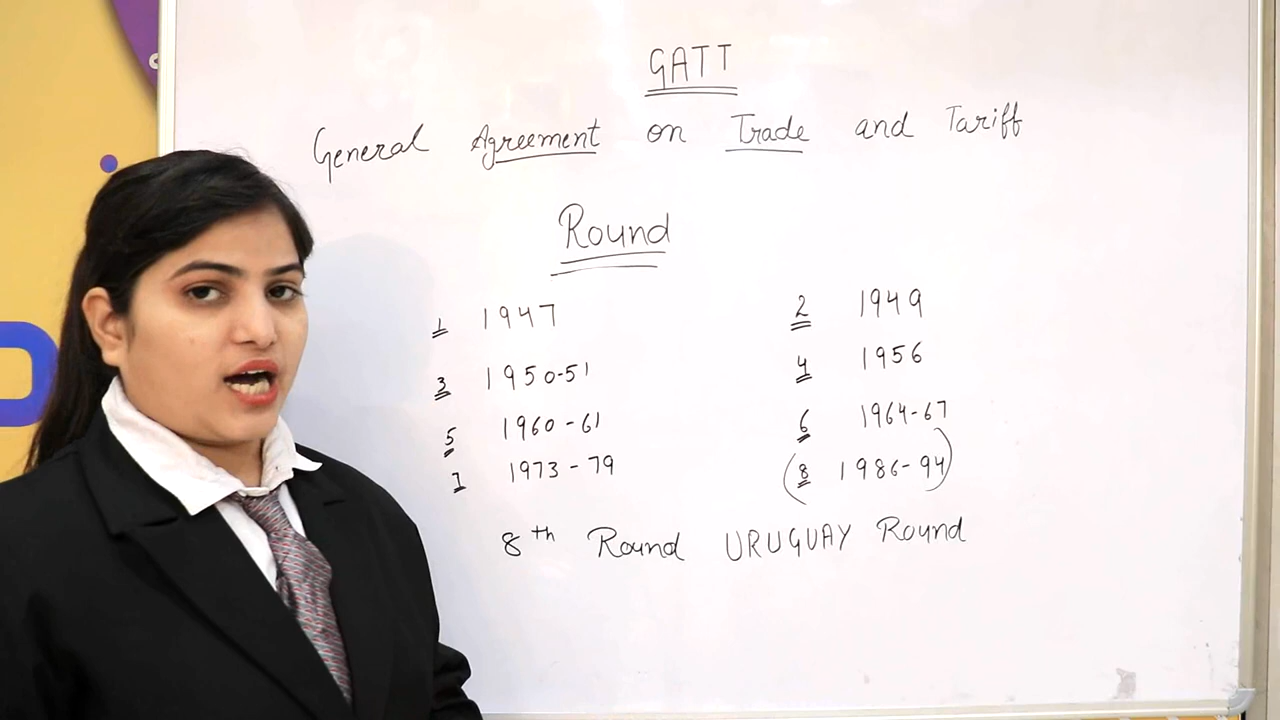 GATT
General Agreement on Trade and Tariff
Round
1 1947 2 1949
3 1950-51 4 1956
5 1960-61 6 1964-67
7 1973-79 (8 1986-94)
8th Round URUGUAY Round